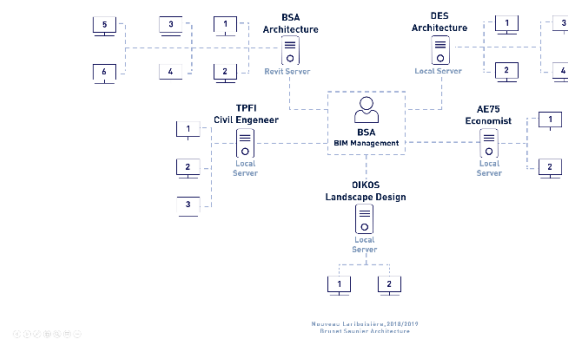 BSA
Architecture
Revit Server
5
3
1
6
4
2
DES
Architecture
Local Server
1
3
2
4
TPFI
Civil Engeneer
Local
Server
1
2
3
BSA
BIM Management
AE75
Economist
Local
Server
1
2
OIKOS
Landscape Design
Local
Server
1
2
Nouveau Lariboisière,2018/2019
Brunet Saunier Architecture